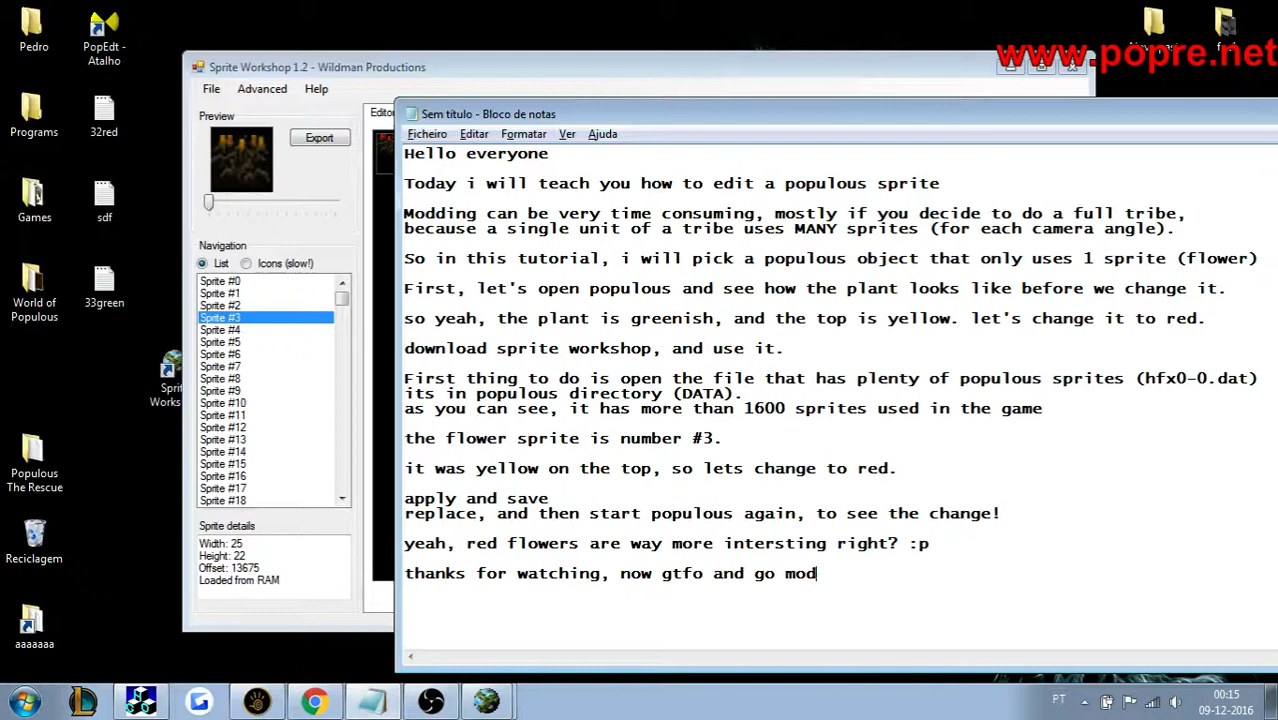 Pedro
PopEdt -
Atalho
Programs
32red
Games
sdf
World of
Populous
33green
Populous
The Rescue
Reciclagem
aaaaaaa
www.popre.net
Sprite Workshop 1.2 - Wildman Productions
File Advanced Help
Preview
Export
Navigation
List Icons (slow!)
Sprite #0
Sprite #1
Sprite #2
Sprite #3
Sprite #4
Sprite #5
Sprite #6
Sprite #7
Sprite #8
Sprite #9
Sprite #10
Sprite #11
Sprite #12
Sprite #13
Sprite #14
Sprite #15
Sprite #16
Sprite #17
Sprite #18
Sprite details
Width: 25
Height: 22
Offset: 13675
Loaded from RAM
Sem título - Bloco de notas
Ficheiro Editar Formatar Ver Ajuda
Hello everyone
Today i will teach you how to edit a populous sprite
Modding can be very time consuming, mostly if you decide to do a full tribe,
because a single unit of a tribe uses MANY sprites (for each camera angle).
So in this tutorial, i will pick a populous object that only uses 1 sprite (flower)
First, let's open populous and see how the plant looks like before we change it.
so yeah, the plant is greenish, and the top is yellow. let's change it to red.
download sprite workshop, and use it.
First thing to do is open the file that has plenty of populous sprites (hfx0-0.dat)
its in populous directory (DATA).
as you can see, it has more than 1600 sprites used in the game
the flower sprite is number #3.
it was yellow on the top, so lets change to red.
apply and save
replace, and then start populous again, to see the change!
yeah, red flowers are way more intersting right? :p
thanks for watching, now gtfo and go mod
PT
00:15
09-12-2016